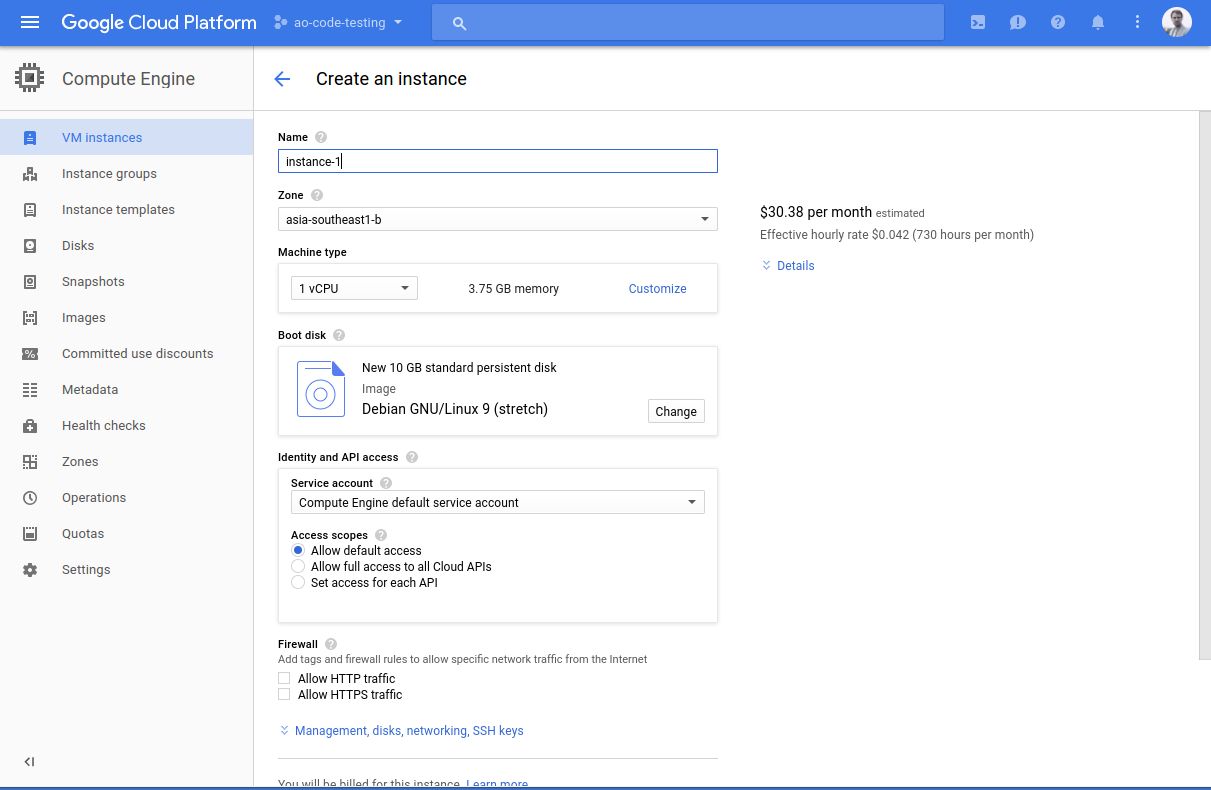 Google Cloud Platform
ao-code-testing
Compute Engine
Create an instance
VM instances
Instance groups
Instance templates
Disks
Snapshots
Images
Committed use discounts
Metadata
Health checks
Zones
Operations
Quotas
Settings
Name
instance-1
Zone
asia-southeast1-b
Machine type
1 vCPU
3.75 GB memory
Customize
Boot disk
New 10 GB standard persistent disk
Image
Debian GNU/Linux 9 (stretch)
Change
Identity and API access
Service account
Compute Engine default service account
Access scopes
Allow default access
Allow full access to all Cloud APIs
Set access for each API
Firewall
Add tags and firewall rules to allow specific network traffic from the Internet
Allow HTTP traffic
Allow HTTPS traffic
Management, disks, networking, SSH keys
You will be billed for this instance. Learn more
$30.38 per month estimated
Effective hourly rate $0.042 (730 hours per month)
Details